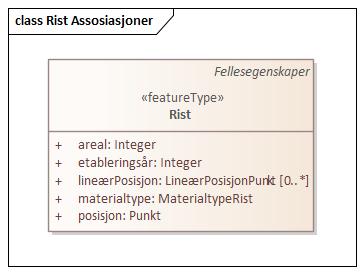 class Rist Assosiasjoner
Fellesegenskaper
«featureType»
Rist
+ areal: Integer
+ etableringsår: Integer
+ lineærPosisjon: LineærPosisjonPunkt [0..*]
+ materialtype: MaterialtypeRist
+ posisjon: Punkt